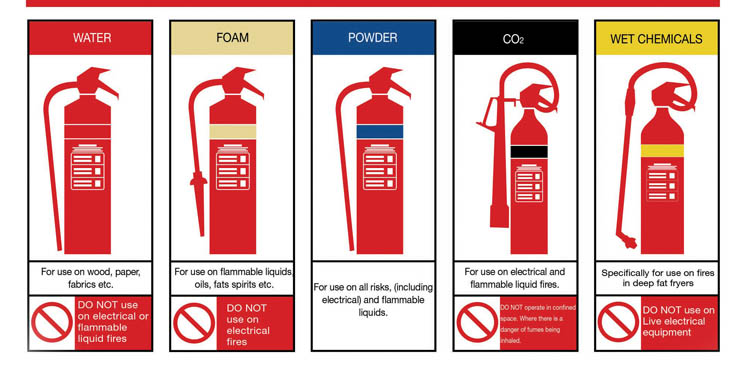 WATER
For use on wood, paper,
fabrics etc.
DO NOT use
on electrical or
flammable
liquid fires
FOAM
For use on flammable liquids,
oils, fats spirits etc.
DO NOT
use on
electrical
fires
POWDER
For use on all risks, (including
electrical) and flammable
liquids.
CO₂
For use on electrical and
flammable liquid fires.
DO NOT operate in confined
space. Where there is a
danger of fumes being
inhaled.
WET CHEMICALS
Specifically for use on fires
in deep fat fryers
DO NOT use on
Live electrical
equipment